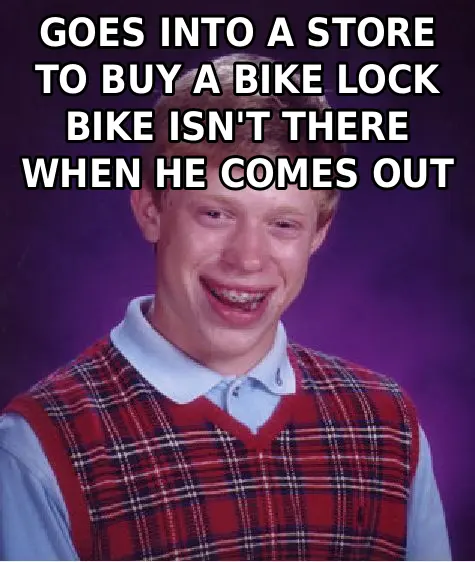 GOES INTO A STORE
TO BUY A BIKE LOCK
BIKE ISN'T THERE
WHEN HE COMES OUT